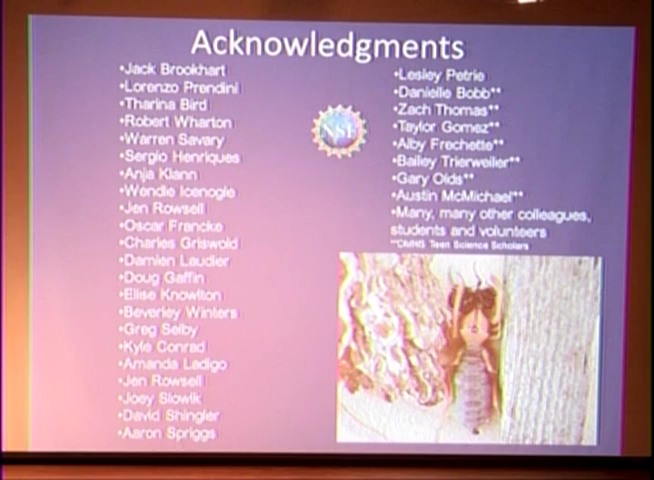 Acknowledgments
•Jack Brookhart
•Lorenzo Prendini
•Tharina Bird
•Robert Wharton
•Warren Savary
•Sergio Henriques
•Anja Klann
•Wendle Icenogle
•Jen Rowsell
•Oscar Francke
•Charles Griswold
•Damien Laudier
•Doug Gaffin
•Elise Knowlton
•Beverley Winters
•Greg Selby
•Kyle Conrad
•Amanda Ladigo
•Jen Rowsell
•Joey Slowik
•David Shingler
•Aaron Spriggs
NSF
•Lesley Petrie
•Danielle Bobb**
•Zach Thomas**
•Taylor Gomez**
•Alby Frechette**
•Bailey Trierweiler**
•Gary Olds**
•Austin McMichael**
•Many, many other colleagues,
students and volunteers
**DMNS Teen Science Scholars